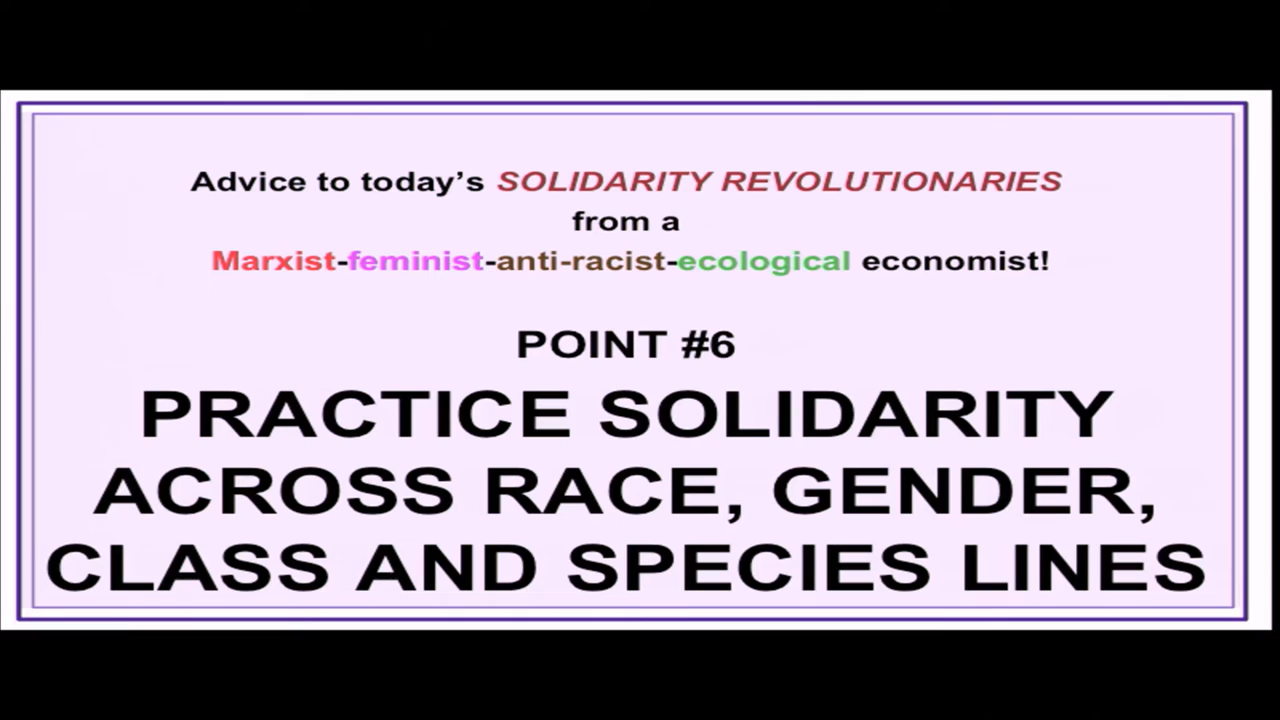 Advice to today’s SOLIDARITY REVOLUTIONARIES
from a
Marxist-feminist-anti-racist-ecological economist!
POINT #6
PRACTICE SOLIDARITY
ACROSS RACE, GENDER,
CLASS AND SPECIES LINES